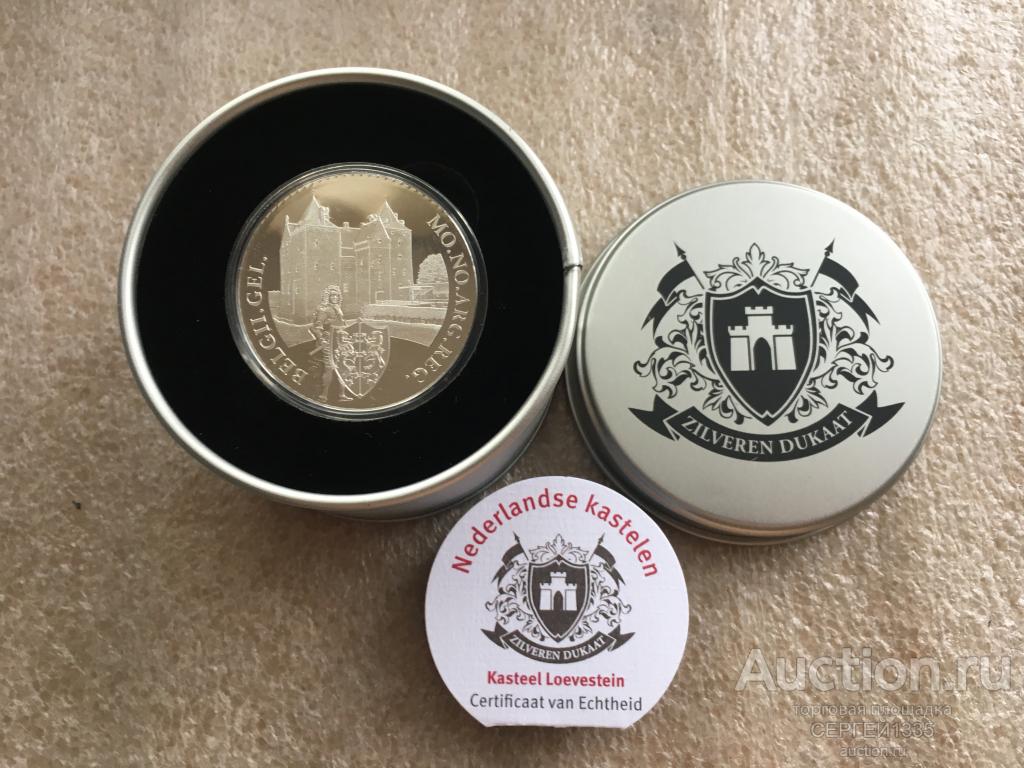 MO.NO.ARG.REG.
BELGII.GEL.
ZILVEREN DUKAAT
Nederlandse kastelen
ZILVEREN DUKAAT
Kasteel Loevestein
Certificaat van Echtheid
Auction.ru
торговая площадка
СЕРГЕЙ1335
auction.ru